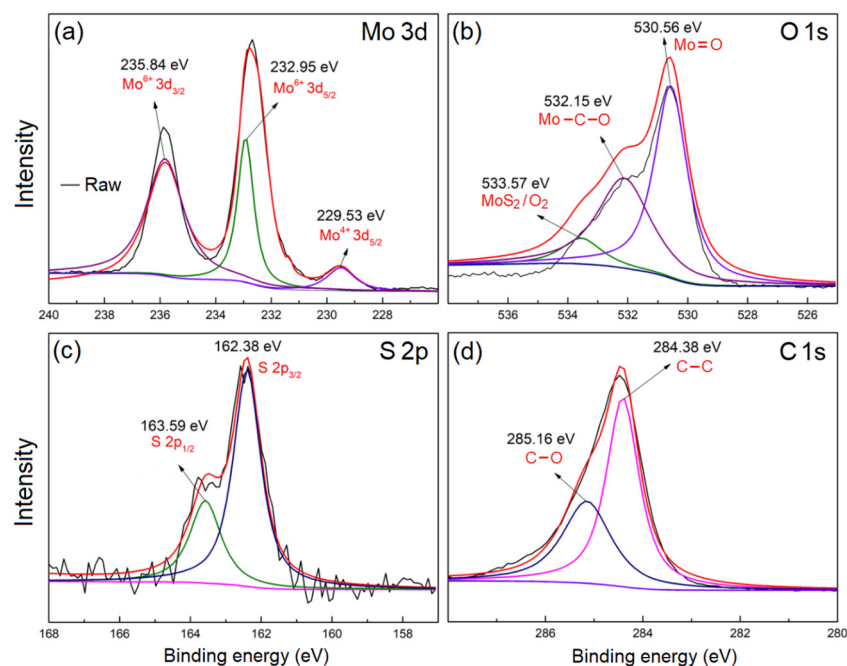 (a)
Mo 3d
235.84 eV
Mo⁶⁺ 3d₃/₂
232.95 eV
Mo⁶⁺ 3d₅/₂
229.53 eV
Mo⁴⁺ 3d₅/₂
Raw
Intensity
240 238 236 234 232 230 228
(b)
O 1s
530.56 eV
Mo=O
532.15 eV
Mo–C–O
533.57 eV
MoS₂/O₂
536 534 532 530 528 526
(c)
S 2p
162.38 eV
S 2p₃/₂
163.59 eV
S 2p₁/₂
Intensity
168 166 164 162 160 158
Binding energy (eV)
(d)
C 1s
284.38 eV
C–C
285.16 eV
C–O
286 284 282 280
Binding energy (eV)